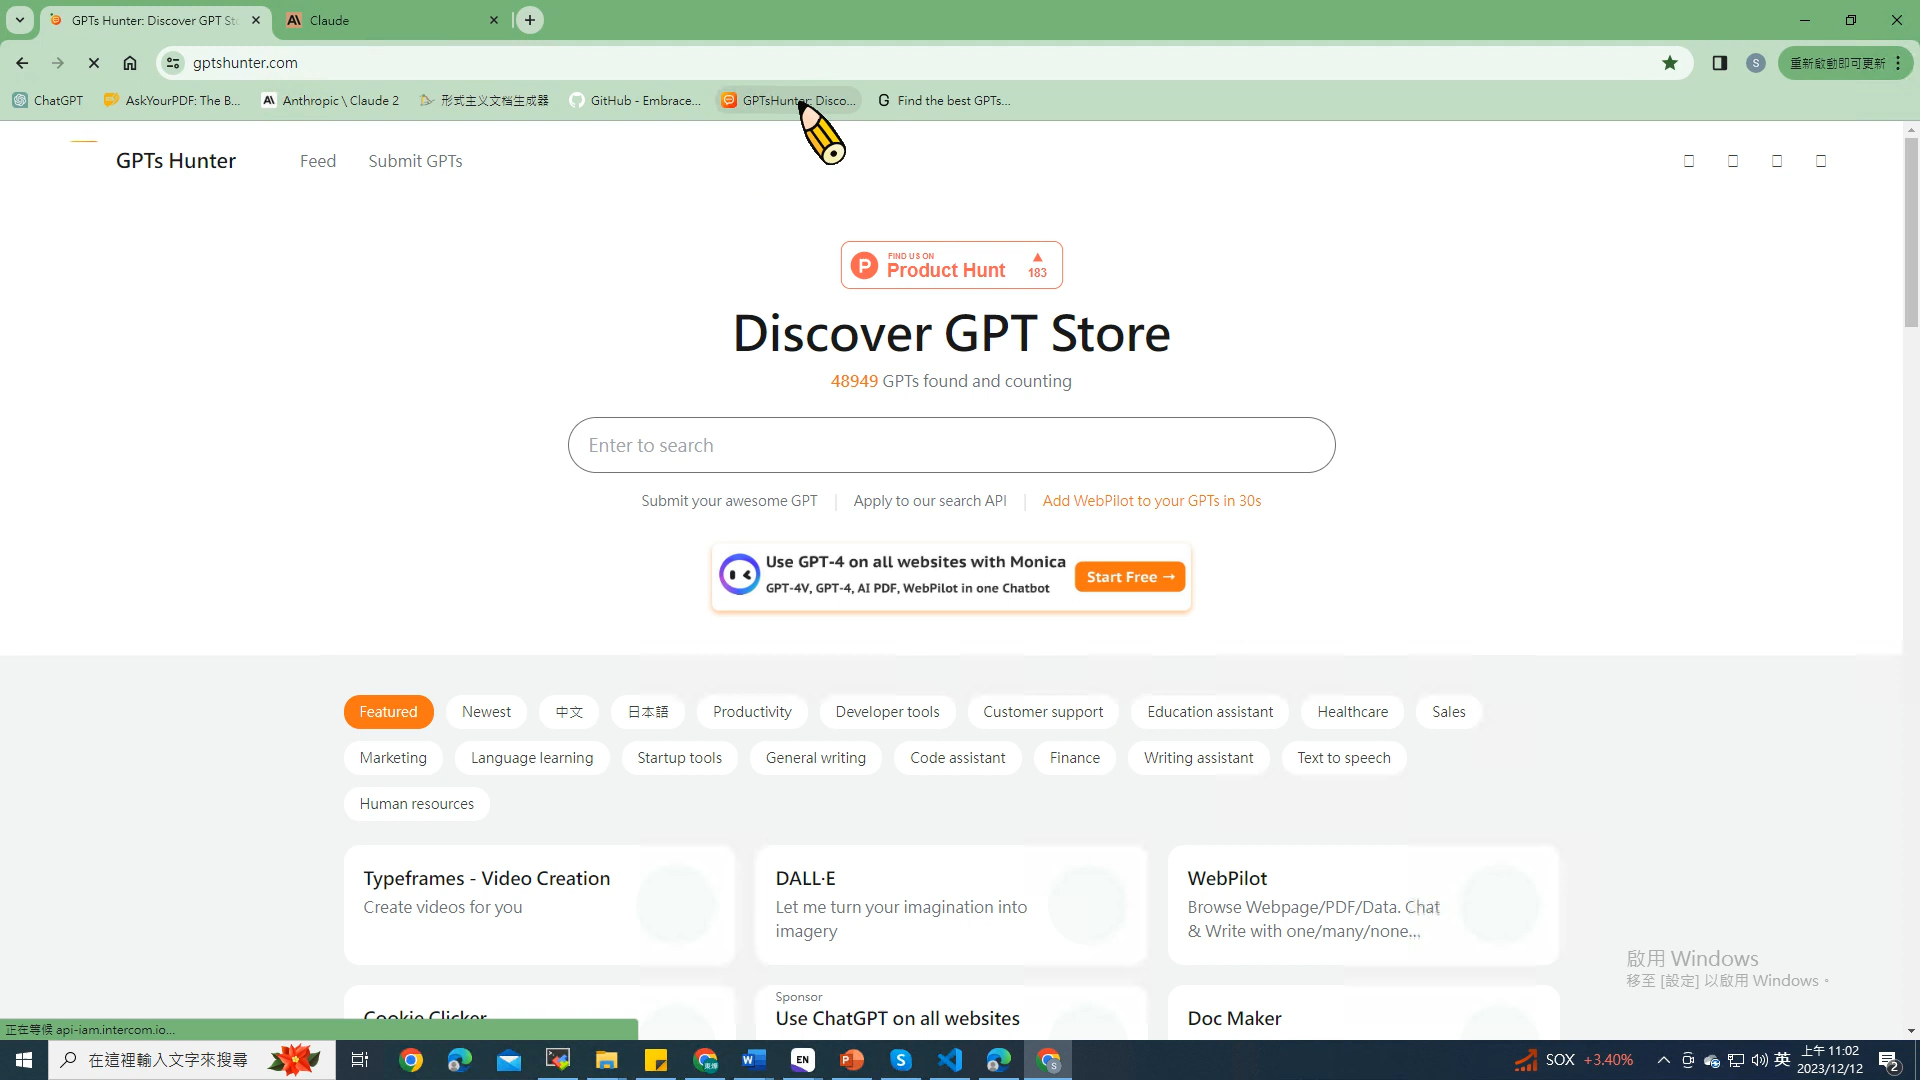 GPTs Hunter: Discover GPT St
Claude
gptshunter.com
重新啟動即可更新
ChatGPT
AskYourPDF: The B...
Anthropic \ Claude 2
形式主义文档生成器
GitHub - Embrace...
GPTsHunter: Disco...
Find the best GPTs...
S
GPTs Hunter
Feed
Submit GPTs
FIND US ON
Product Hunt
183
Discover GPT Store
48949 GPTs found and counting
Enter to search
Submit your awesome GPT
Apply to our search API
Add WebPilot to your GPTs in 30s
Use GPT-4 on all websites with Monica
GPT-4V, GPT-4, AI PDF, WebPilot in one Chatbot
Start Free →
Featured
Newest
中文
日本語
Productivity
Developer tools
Customer support
Education assistant
Healthcare
Sales
Marketing
Language learning
Startup tools
General writing
Code assistant
Finance
Writing assistant
Text to speech
Human resources
Typeframes - Video Creation
Create videos for you
DALL·E
Let me turn your imagination into
imagery
WebPilot
Browse Webpage/PDF/Data. Chat
& Write with one/many/none...
啟用 Windows
移至 [設定] 以啟用 Windows。
Cookie Clicker
Sponsor
Use ChatGPT on all websites
Doc Maker
正在等候 api-iam.intercom.io...
在這裡輸入文字來搜尋
EN
SOX +3.40%
英
上午 11:02
2023/12/12
2